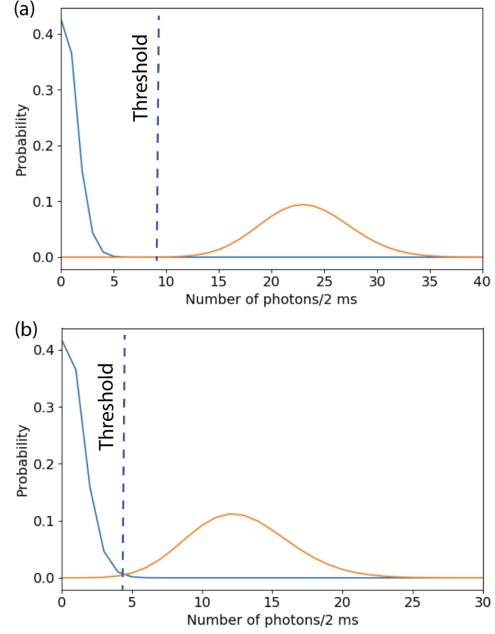 (a)
0.4
0.3
0.2
0.1
0.0
Probability
Threshold
0 5 10 15 20 25 30 35 40
Number of photons/2 ms
(b)
0.4
0.3
0.2
0.1
0.0
Probability
Threshold
0 5 10 15 20 25 30
Number of photons/2 ms